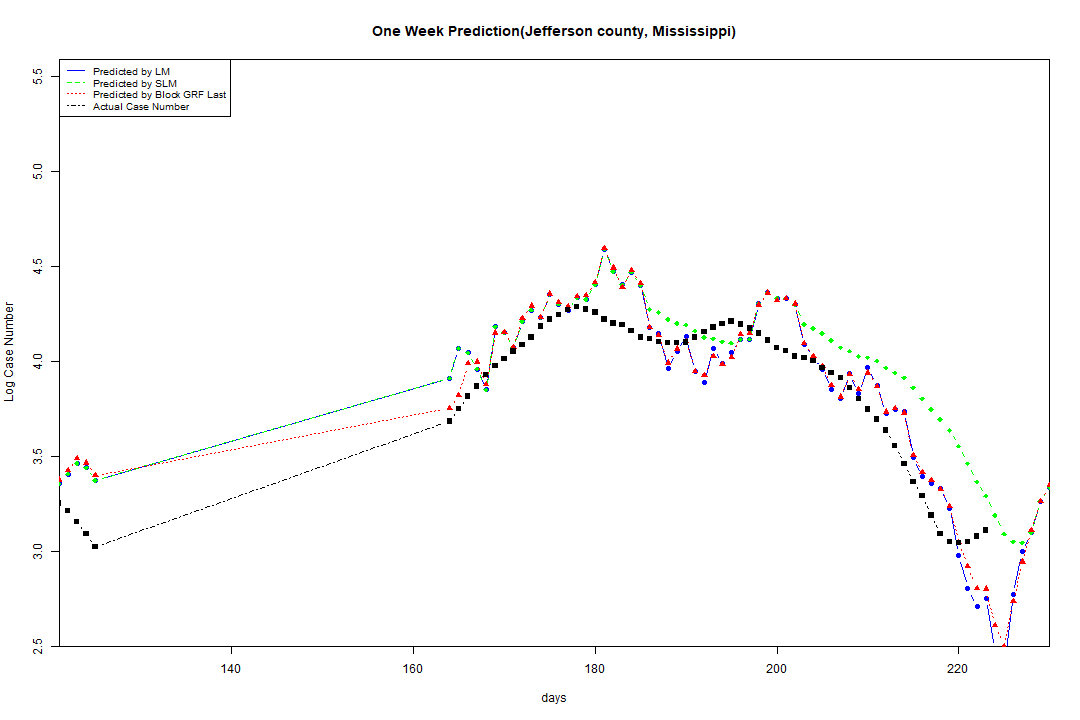 One Week Prediction(Jefferson county, Mississippi)
Predicted by LM
Predicted by SLM
Predicted by Block GRF Last
Actual Case Number
5.5
5.0
4.5
4.0
3.5
3.0
2.5
Log Case Number
140 160 180 200 220
days